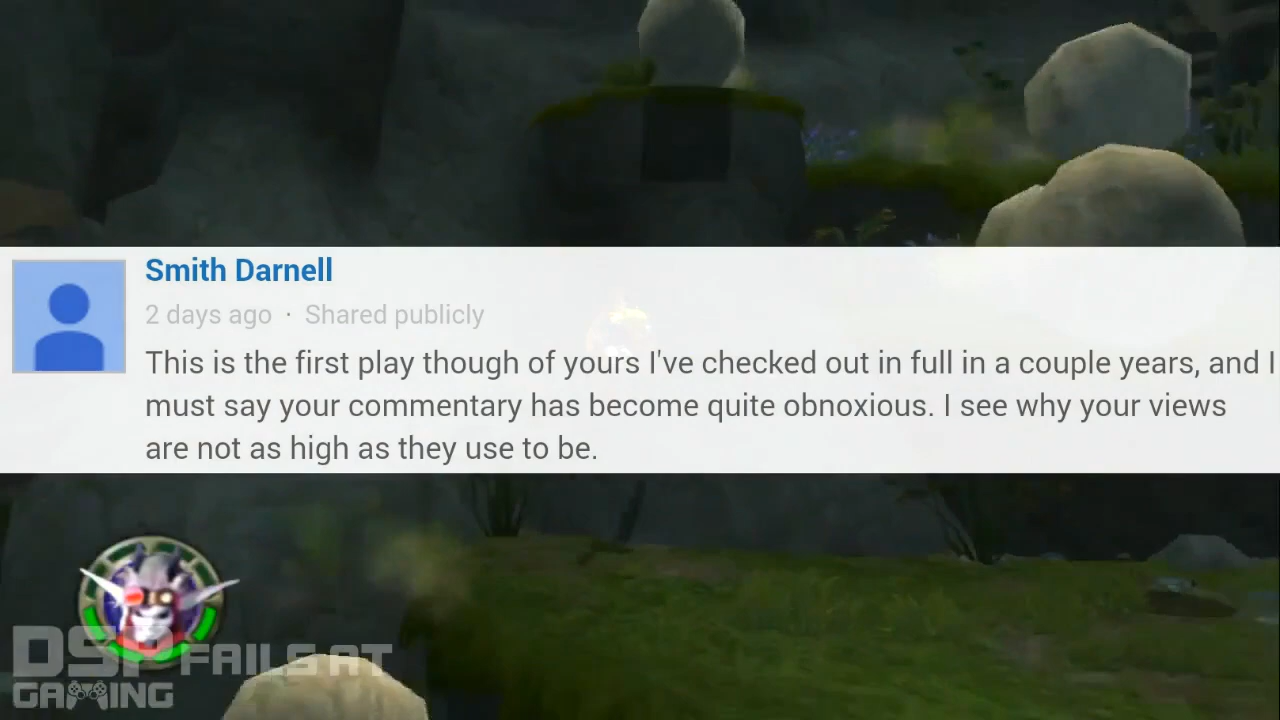 Smith Darnell
2 days ago · Shared publicly
This is the first play though of yours I've checked out in full in a couple years, and I
must say your commentary has become quite obnoxious. I see why your views
are not as high as they use to be.
DSP FAILS AT
GAMING